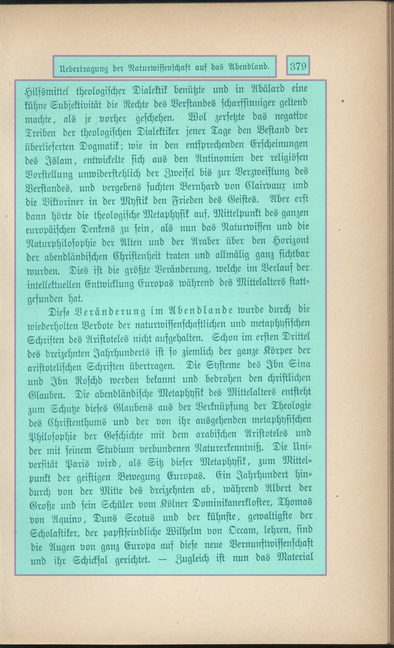 Uebertragung der Naturwissenschaft auf das Abendland. 379
Hilfsmittel theologischer Dialektik benützte und in Abälard eine
kühne Subjektivität die Rechte des Verstandes scharfsinniger geltend
machte, als je vorher geschehen. Wol zersetzte das negative
Treiben der theologischen Dialektiker jener Tage den Bestand der
überlieferten Dogmatik; wie in den entsprechenden Erscheinungen
des Islam, entwickelte sich aus den Antinomien der religiösen
Vorstellung unwiderstehlich der Zweifel bis zur Verzweiflung des
Verstandes, und vergebens suchten Bernhard von Clairvaux und
die Viktoriner in der Mystik den Frieden des Geistes. Aber erst
dann hörte die theologische Metaphysik auf, Mittelpunkt des ganzen
europäischen Denkens zu sein, als nun das Naturwissen und die
Naturphilosophie der Alten und der Araber über den Horizont
der abendländischen Christenheit traten und allmälig ganz sichtbar
wurden. Dies ist die größte Veränderung, welche im Verlauf der
intellektuellen Entwicklung Europas während des Mittelalters statt-
gefunden hat.
Diese Veränderung im Abendlande wurde durch die
wiederholten Verbote der naturwissenschaftlichen und metaphysischen
Schriften des Aristoteles nicht aufgehalten. Schon im ersten Drittel
des dreizehnten Jahrhunderts ist so ziemlich der ganze Körper der
aristotelischen Schriften übertragen. Die Systeme des Ibn Sina
und Ibn Roschd werden bekannt und bedrohen den christlichen
Glauben. Die abendländische Metaphysik des Mittelalters entsteht
zum Schutze dieses Glaubens aus der Verknüpfung der Theologie
des Christenthums und der von ihr ausgehenden metaphysischen
Philosophie der Geschichte mit dem arabischen Aristoteles und
der mit seinem Studium verbundenen Naturerkenntniß. Die Uni-
versität Paris wird, als Sitz dieser Metaphysik, zum Mittel-
punkt der geistigen Bewegung Europas. Ein Jahrhundert hin-
durch von der Mitte des dreizehnten ab, während Albert der
Große und sein Schüler vom Kölner Dominikanerkloster, Thomas
von Aquino, Duns Scotus und der kühnste, gewaltigste der
Scholastiker, der papstfeindliche Wilhelm von Occam, lehren, sind
die Augen von ganz Europa auf diese neue Vernunftwissenschaft
und ihr Schicksal gerichtet. — Zugleich ist nun das Material